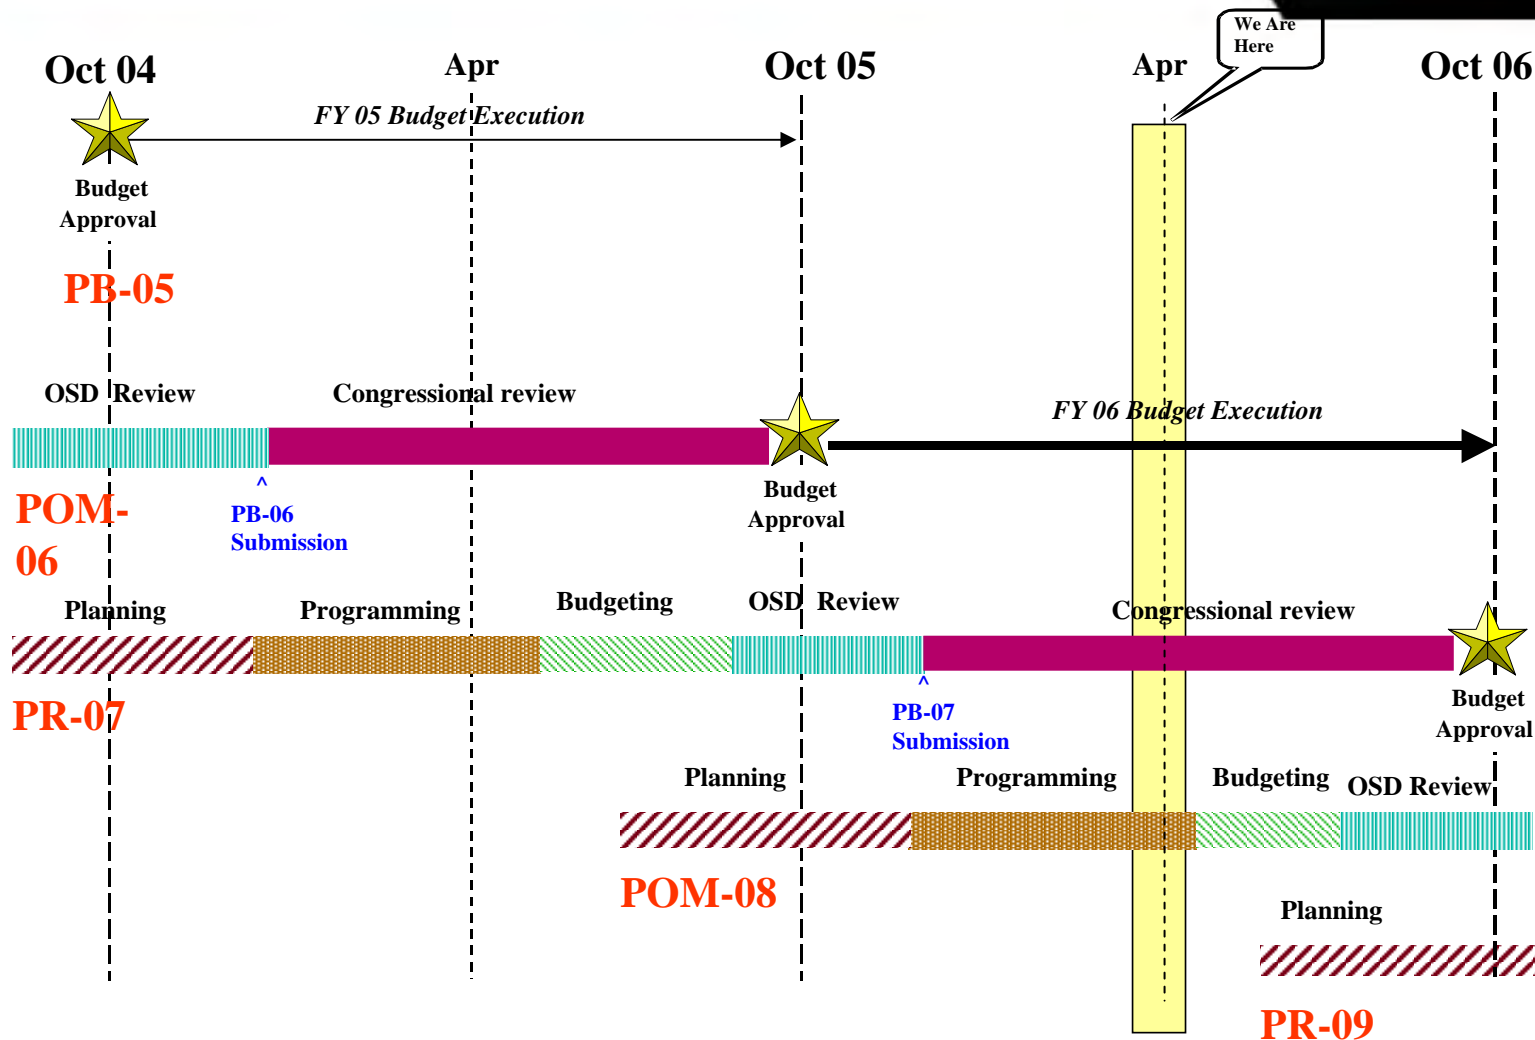 We Are
Here
Oct 04
Apr
Oct 05
Apr
Oct 06
FY 05 Budget Execution
Budget
Approval
PB-05
OSD Review
Congressional review
FY 06 Budget Execution
POM-
06
^
PB-06
Submission
Budget
Approval
Planning
Programming
Budgeting
OSD Review
Congressional review
PR-07
^
PB-07
Submission
Budget
Approval
Planning
Programming
Budgeting
OSD Review
POM-08
Planning
PR-09